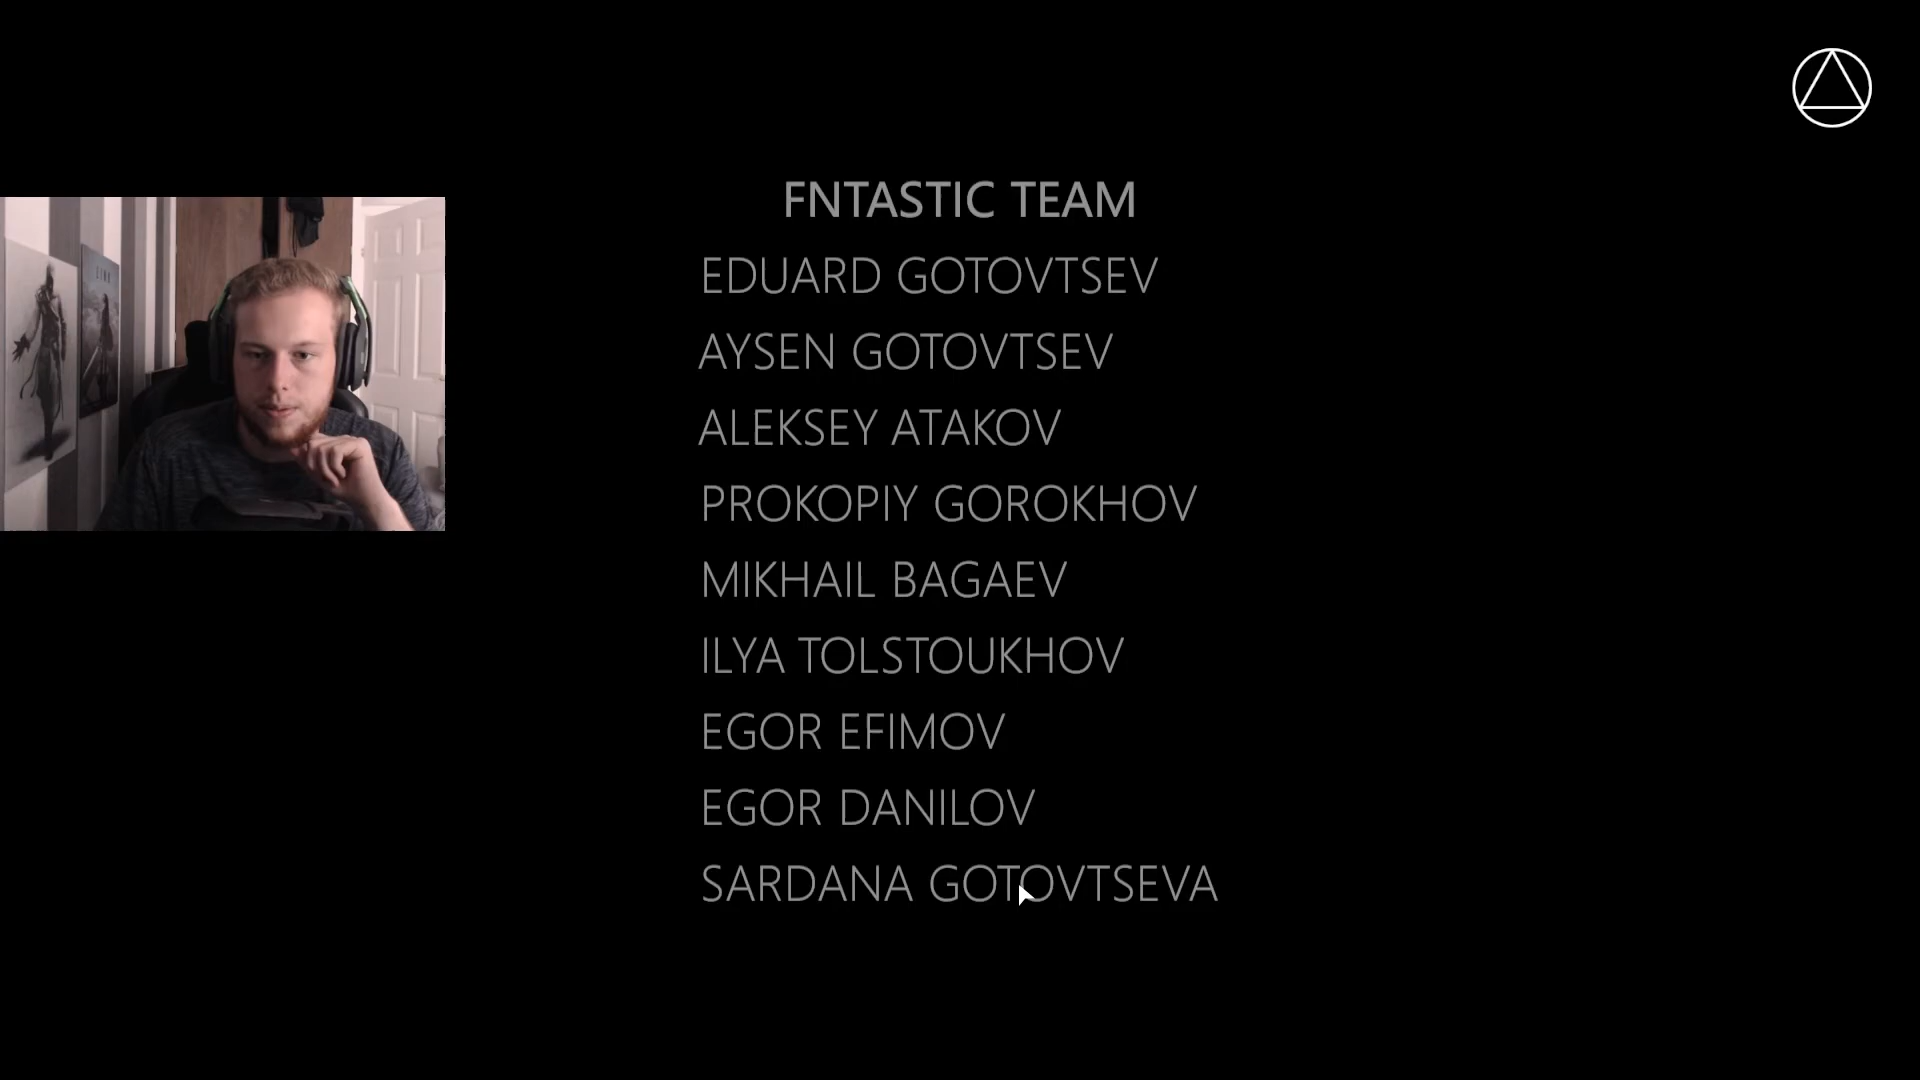 FNTASTIC TEAM
EDUARD GOTOVTSEV
AYSEN GOTOVTSEV
ALEKSEY ATAKOV
PROKOPIY GOROKHOV
MIKHAIL BAGAEV
ILYA TOLSTOUKHOV
EGOR EFIMOV
EGOR DANILOV
SARDANA GOTOVTSEVA